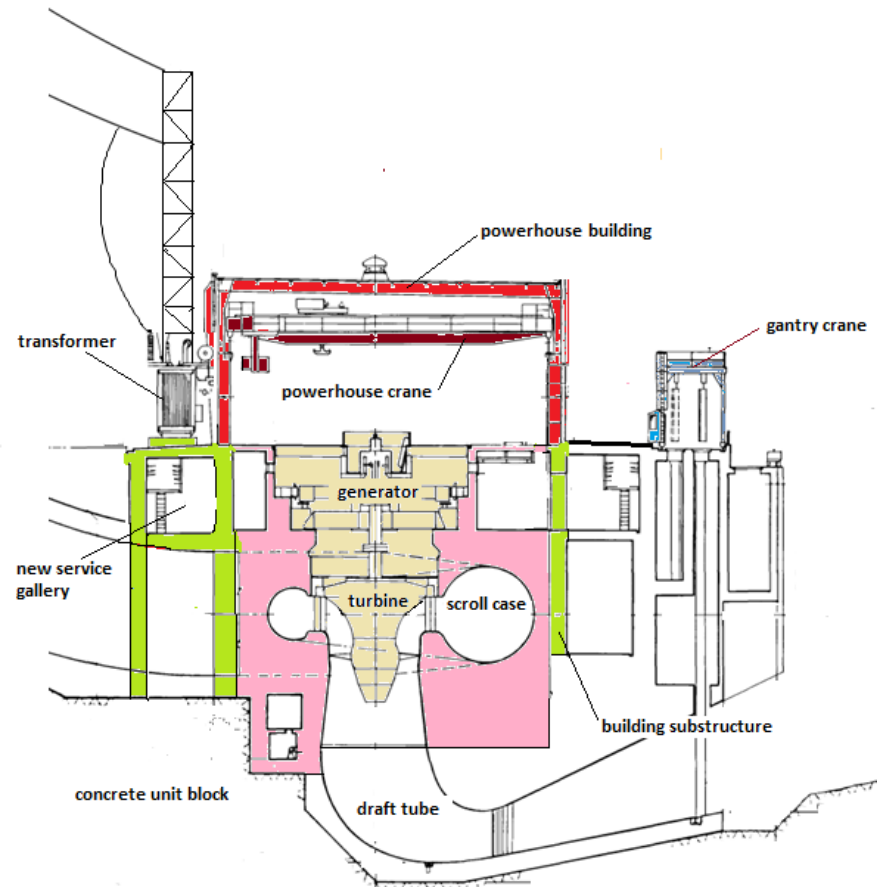 powerhouse building
gantry crane
transformer
powerhouse crane
generator
new service
gallery
turbine
scroll case
building substructure
concrete unit block
draft tube